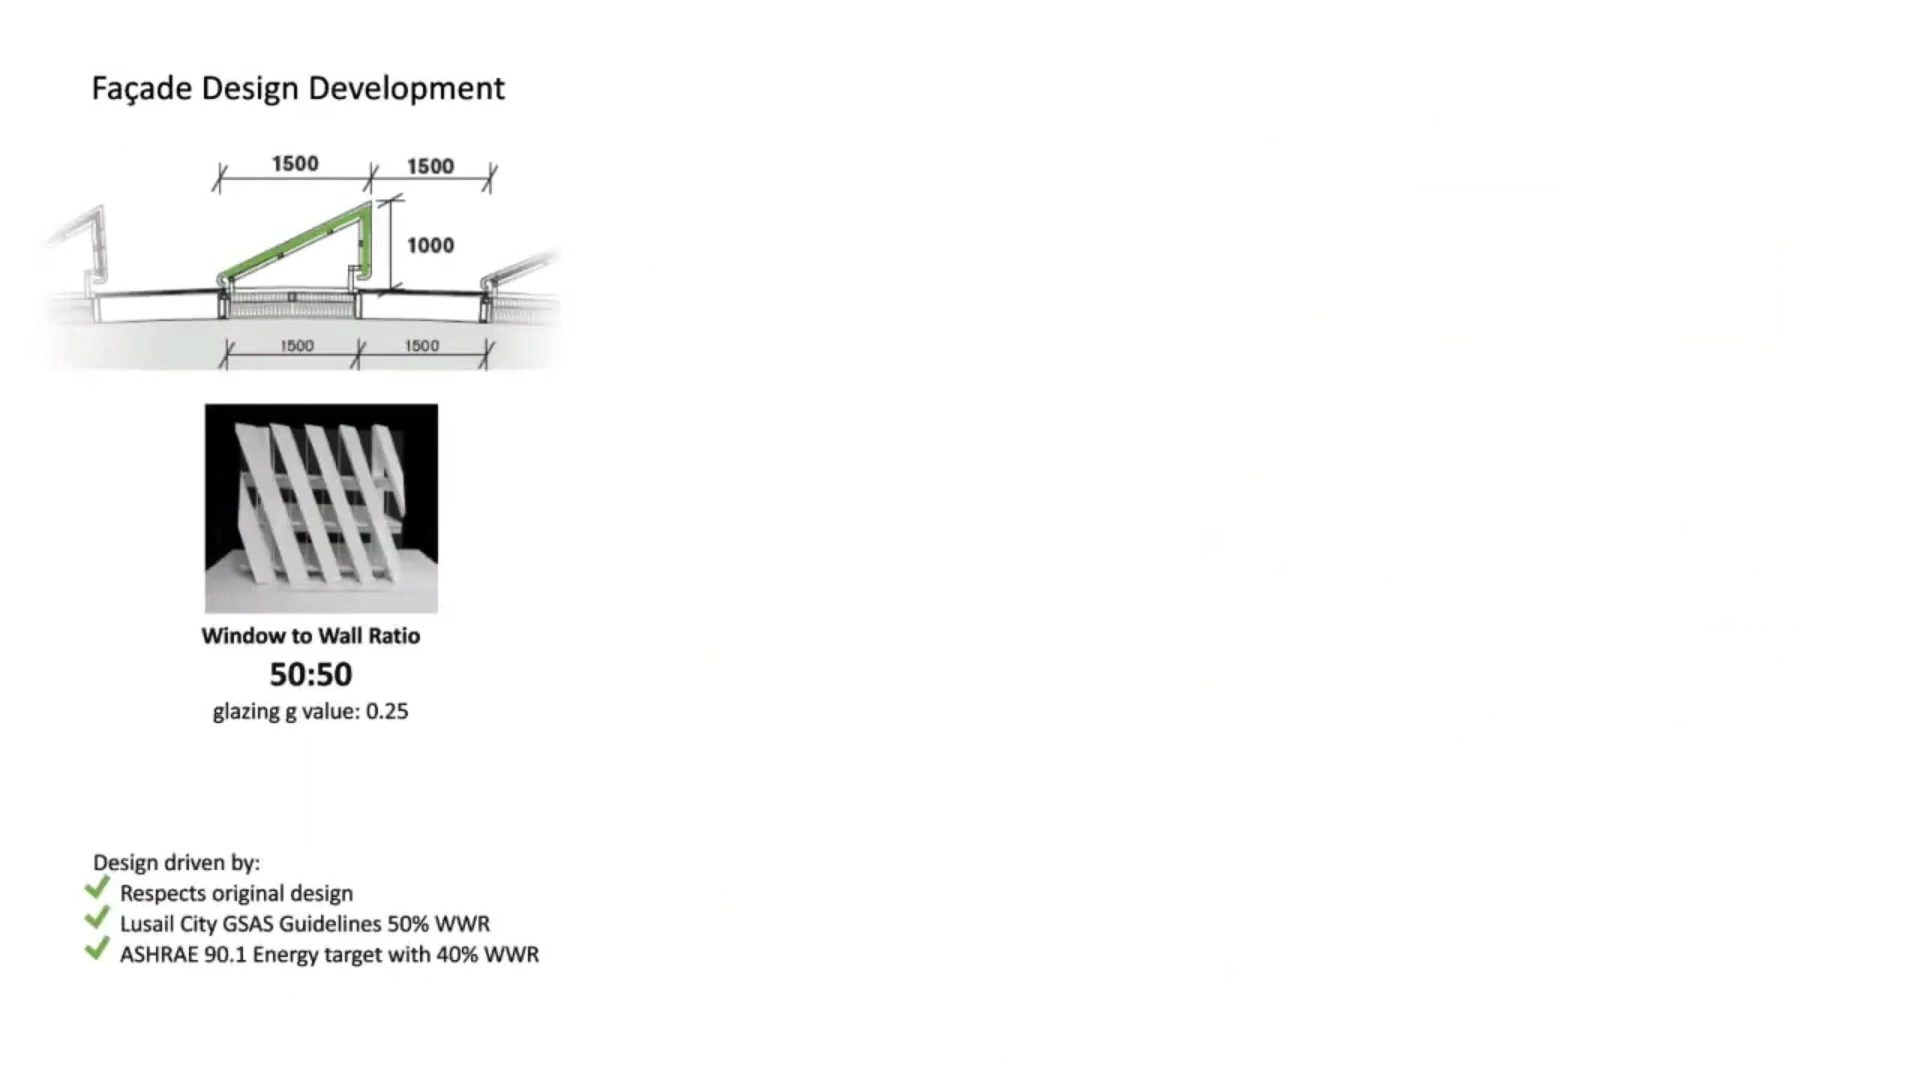 Façade Design Development
1500 1500
1000
1500 1500
Window to Wall Ratio
50:50
glazing g value: 0.25
Design driven by:
Respects original design
Lusail City GSAS Guidelines 50% WWR
ASHRAE 90.1 Energy target with 40% WWR